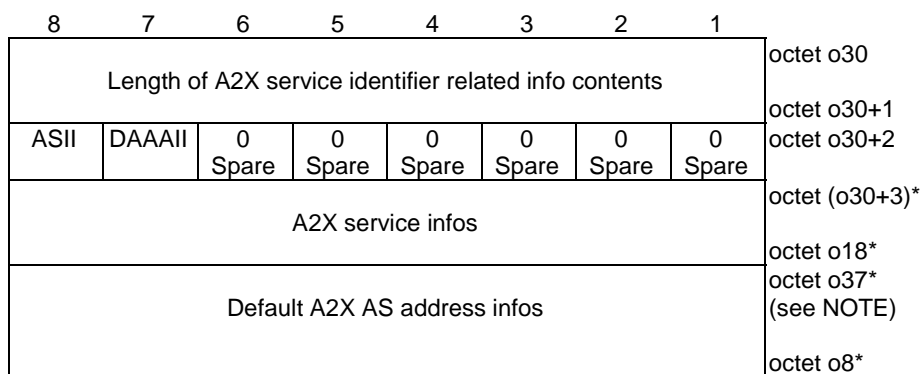 8 7 6 5 4 3 2 1
Length of A2X service identifier related info contents
octet o30
octet o30+1
ASII DAAAII 0 Spare 0 Spare 0 Spare 0 Spare 0 Spare 0 Spare
octet o30+2
A2X service infos
octet (o30+3)*
octet o18*
Default A2X AS address infos
octet o37*
(see NOTE)
octet o8*